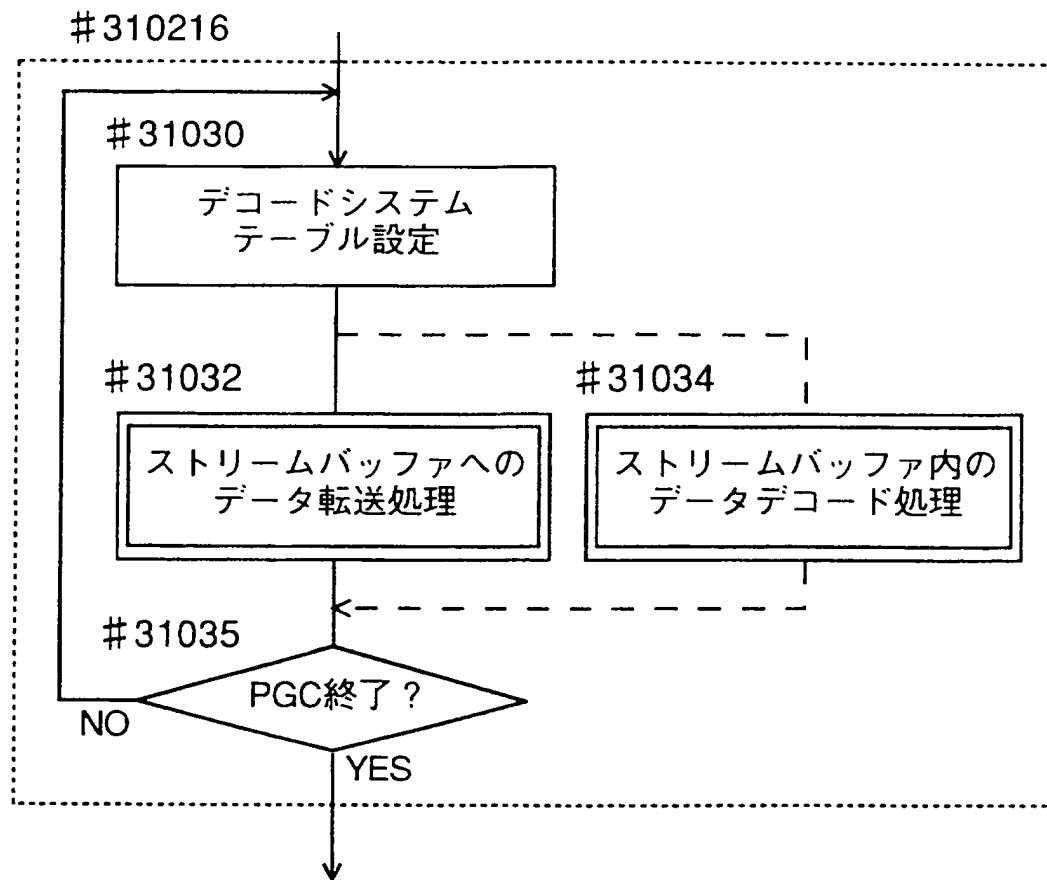 #310216
#31030
デコードシステム
テーブル設定
#31032
#31034
ストリームバッファへの
データ転送処理
ストリームバッファ内の
データデコード処理
#31035
PGC終了?
NO
YES